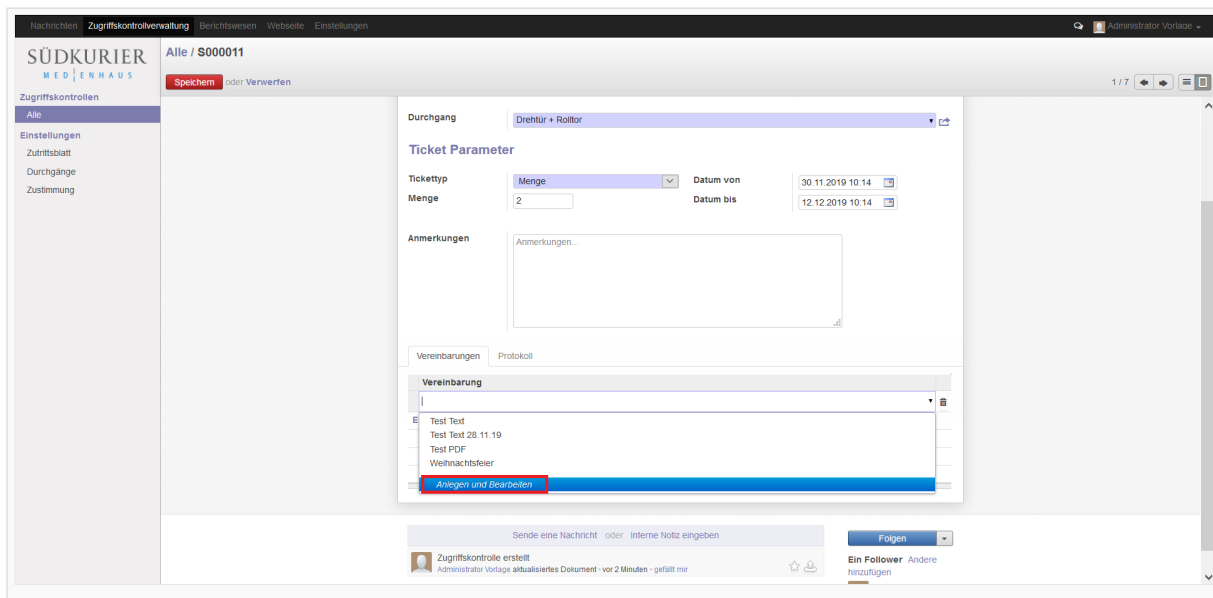 Nachrichten Zugriffskontrollverwaltung Berichtswesen Webseite Einstellungen Administrator Vorlage
SÜDKURIER
MEDIENHAUS
Alle / S000011
Speichern oder Verwerfen
1 / 7
Zugriffskontrollen
Alle
Einstellungen
Zutrittsblatt
Durchgänge
Zustimmung
Durchgang Drehtür + Rolltor
Ticket Parameter
Tickettyp Menge Datum von 30.11.2019 10:14
Menge 2 Datum bis 12.12.2019 10:14
Anmerkungen Anmerkungen...
Vereinbarungen Protokoll
Vereinbarung
E
Test Text
Test Text 28.11.19
Test PDF
Weihnachtsfeier
Anlegen und Bearbeiten
Sende eine Nachricht oder Interne Notiz eingeben
Folgen
Zugriffskontrolle erstellt
Administrator Vorlage aktualisiertes Dokument - vor 2 Minuten - gefällt mir
Ein Follower Andere
hinzufügen